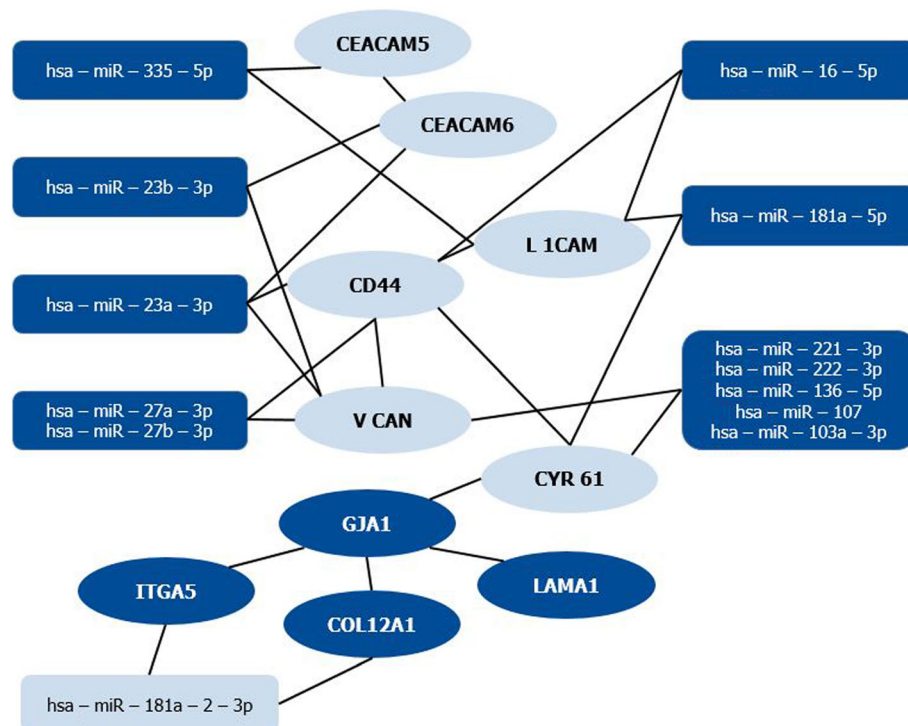 CEACAM5
hsa – miR – 335 – 5p
hsa – miR – 16 – 5p
CEACAM6
hsa – miR – 23b – 3p
hsa – miR – 181a – 5p
L 1CAM
CD44
hsa – miR – 23a – 3p
hsa – miR – 221 – 3p
hsa – miR – 222 – 3p
hsa – miR – 136 – 5p
hsa – miR – 107
hsa – miR – 103a – 3p
hsa – miR – 27a – 3p
hsa – miR – 27b – 3p
V CAN
CYR 61
GJA1
ITGA5
LAMA1
COL12A1
hsa – miR – 181a – 2 – 3p